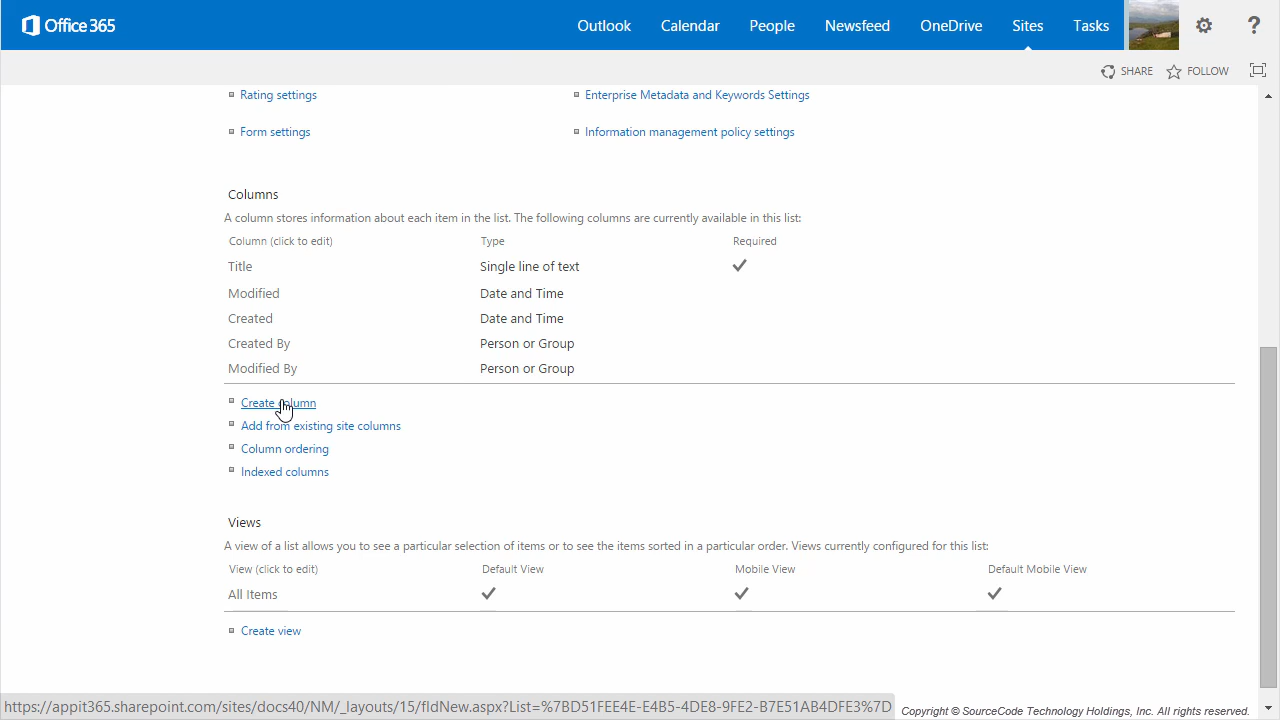 Office 365
Outlook Calendar People Newsfeed OneDrive Sites Tasks ?
SHARE FOLLOW
Rating settings Enterprise Metadata and Keywords Settings
Form settings Information management policy settings
Columns
A column stores information about each item in the list. The following columns are currently available in this list:
Column (click to edit) Type Required
Title Single line of text
Modified Date and Time
Created Date and Time
Created By Person or Group
Modified By Person or Group
Create column
Add from existing site columns
Column ordering
Indexed columns
Views
A view of a list allows you to see a particular selection of items or to see the items sorted in a particular order. Views currently configured for this list:
View (click to edit) Default View Mobile View Default Mobile View
All Items
Create view
https://appit365.sharepoint.com/sites/docs40/NM/_layouts/15/fldNew.aspx?List=%7BD51FEE4E-E4B5-4DE8-9FE2-B7E51AB4DFE3%7D
Copyright © SourceCode Technology Holdings, Inc. All rights reserved.